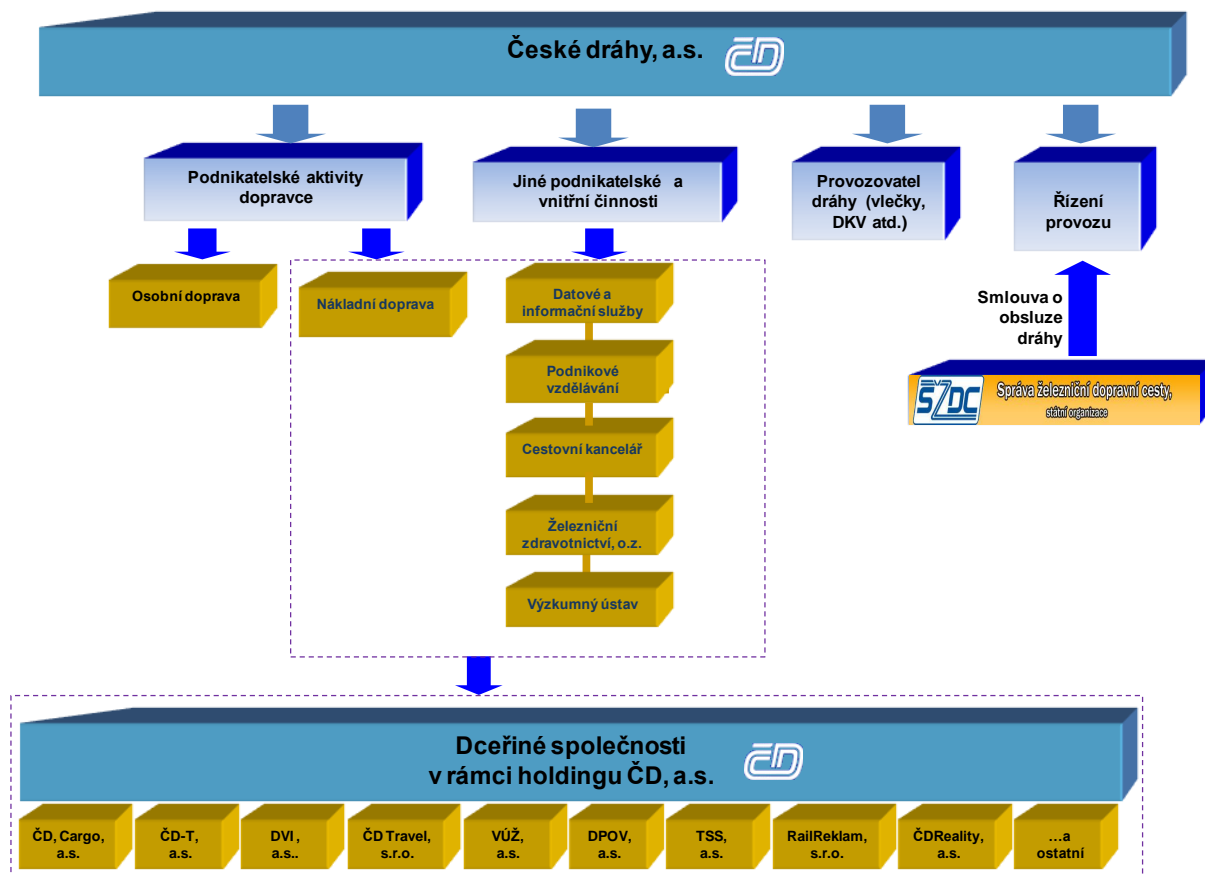 České dráhy, a.s.
ČD
Podnikatelské aktivity
dopravce
Jiné podnikatelské a
vnitřní činnosti
Provozovatel
dráhy (vlečky,
DKV atd.)
Řízení
provozu
Osobní doprava
Nákladní doprava
Datové a
informační služby
Podnikové
vzdělávání
Cestovní kancelář
Železniční
zdravotnictví, o.z.
Výzkumný ústav
Smlouva o
obsluze
dráhy
SŽDC
Správa železniční dopravní cesty,
státní organizace
Dceřiné společnosti
v rámci holdingu ČD, a.s.
ČD
ČD, Cargo,
a.s.
ČD-T,
a.s.
DVI ,
a.s..
ČD Travel,
s.r.o.
VÚŽ,
a.s.
DPOV,
a.s.
TSS,
a.s.
RailReklam,
s.r.o.
ČDReality,
a.s.
…a
ostatní